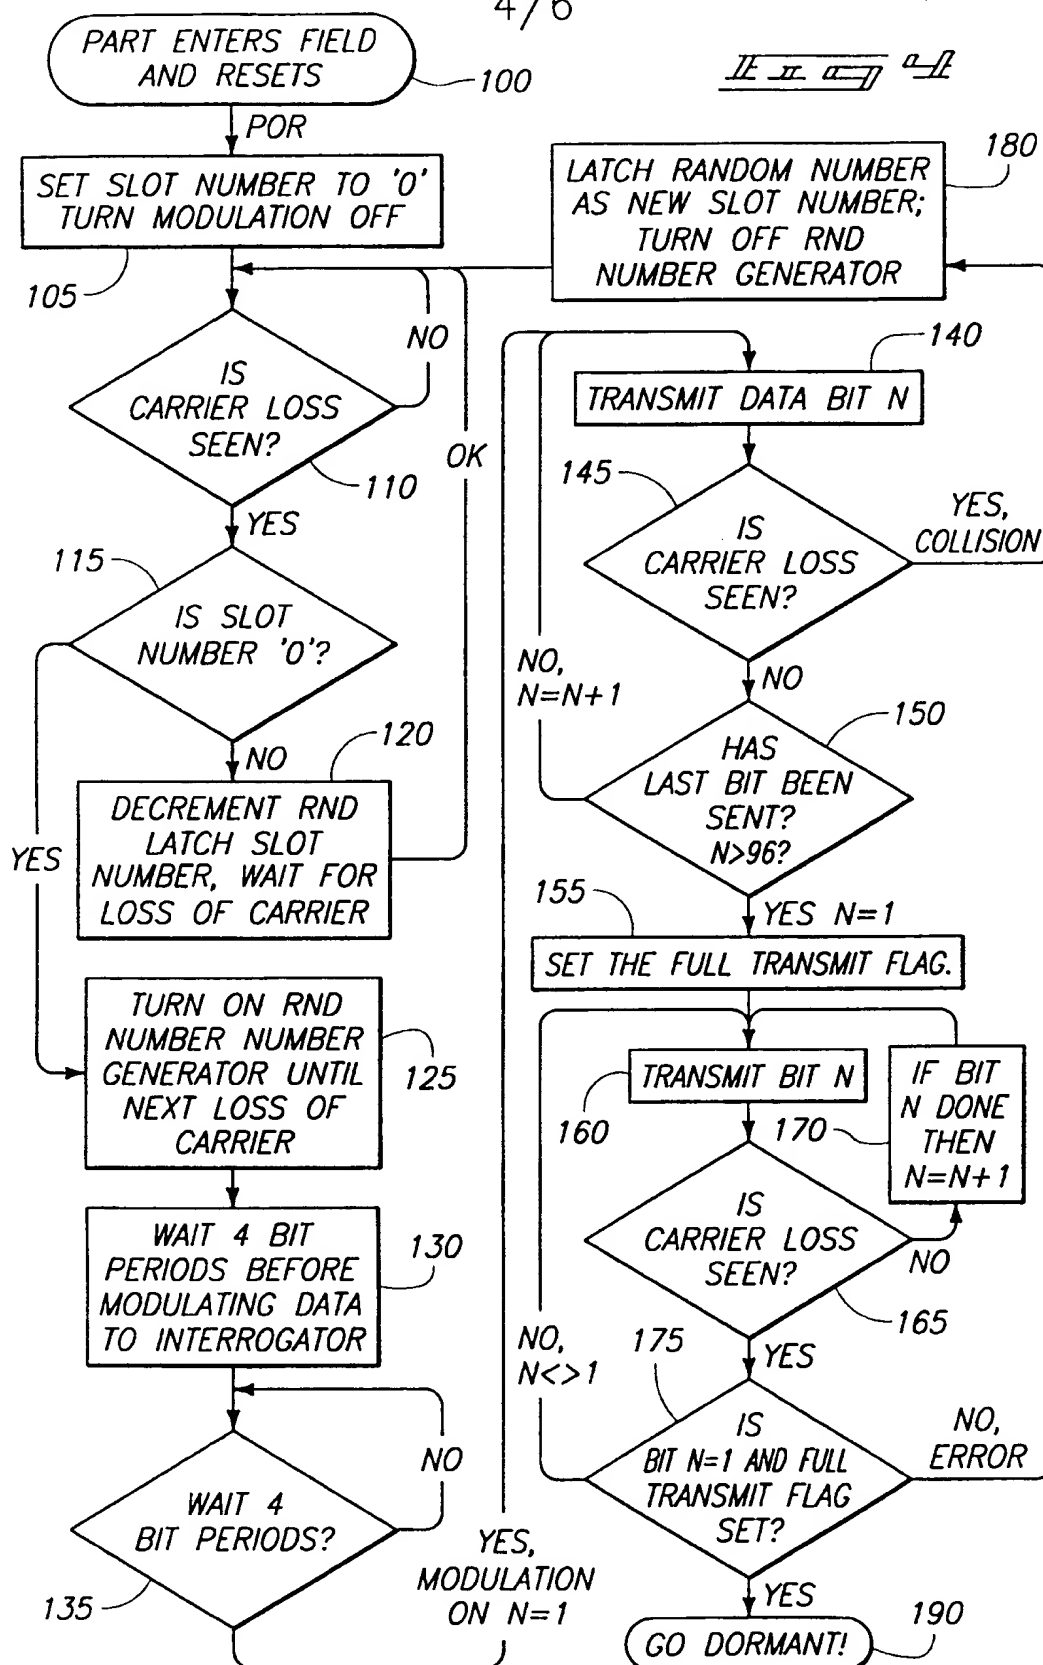 4/6
Fig 4
PART ENTERS FIELD
AND RESETS
100
POR
SET SLOT NUMBER TO '0'
TURN MODULATION OFF
105
NO
IS
CARRIER LOSS
SEEN?
110
OK
YES
115
IS SLOT
NUMBER '0'?
NO
120
YES
DECREMENT RND
LATCH SLOT
NUMBER, WAIT FOR
LOSS OF CARRIER
TURN ON RND
NUMBER NUMBER
GENERATOR UNTIL
NEXT LOSS OF
CARRIER
125
WAIT 4 BIT
PERIODS BEFORE
MODULATING DATA
TO INTERROGATOR
130
NO
WAIT 4
BIT PERIODS?
135
YES,
MODULATION
ON N=1
180
LATCH RANDOM NUMBER
AS NEW SLOT NUMBER;
TURN OFF RND
NUMBER GENERATOR
140
TRANSMIT DATA BIT N
145
IS
CARRIER LOSS
SEEN?
YES,
COLLISION
NO,
N=N+1
NO
150
HAS
LAST BIT BEEN
SENT?
N>96?
155
YES N=1
SET THE FULL TRANSMIT FLAG.
TRANSMIT BIT N
160
170
IF BIT
N DONE
THEN
N=N+1
IS
CARRIER LOSS
SEEN?
NO
165
NO,
N<>1
175
YES
IS
BIT N=1 AND FULL
TRANSMIT FLAG
SET?
NO,
ERROR
YES
190
GO DORMANT!